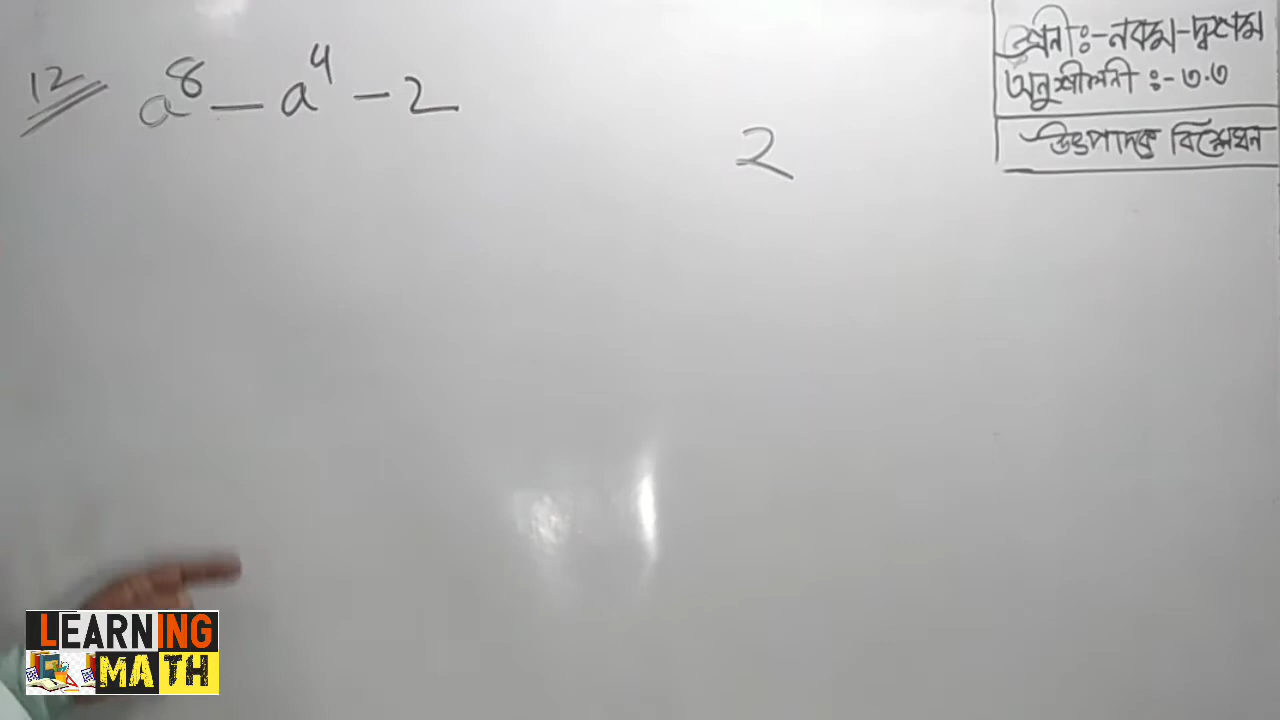 12 a⁸ - a⁴ - 2
2
শ্রেনী :- নবম-দশম
অনুশীলনী :- ৩.৩
উৎপাদক বিশ্লেষন
LEARNING
MATH